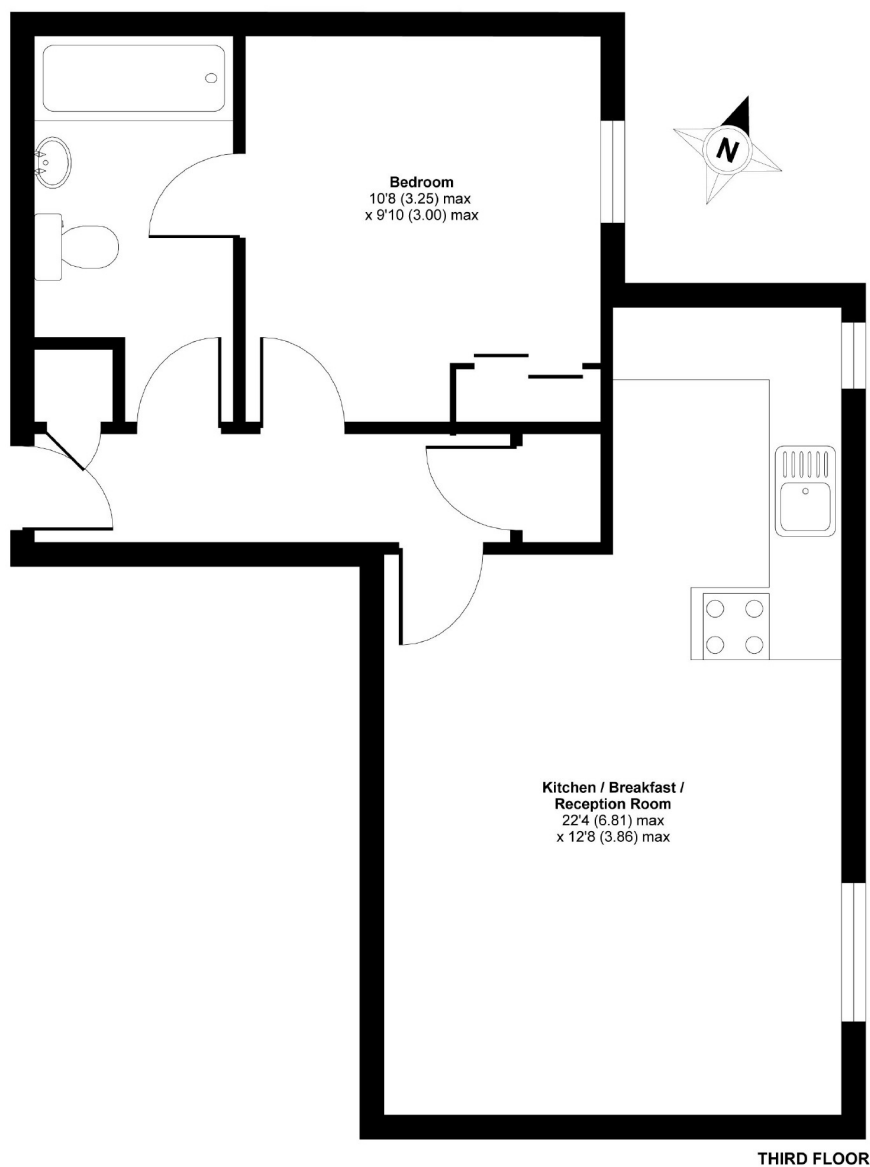 Bedroom
10'8 (3.25) max
x 9'10 (3.00) max
N
Kitchen / Breakfast /
Reception Room
22'4 (6.81) max
x 12'8 (3.86) max
THIRD FLOOR